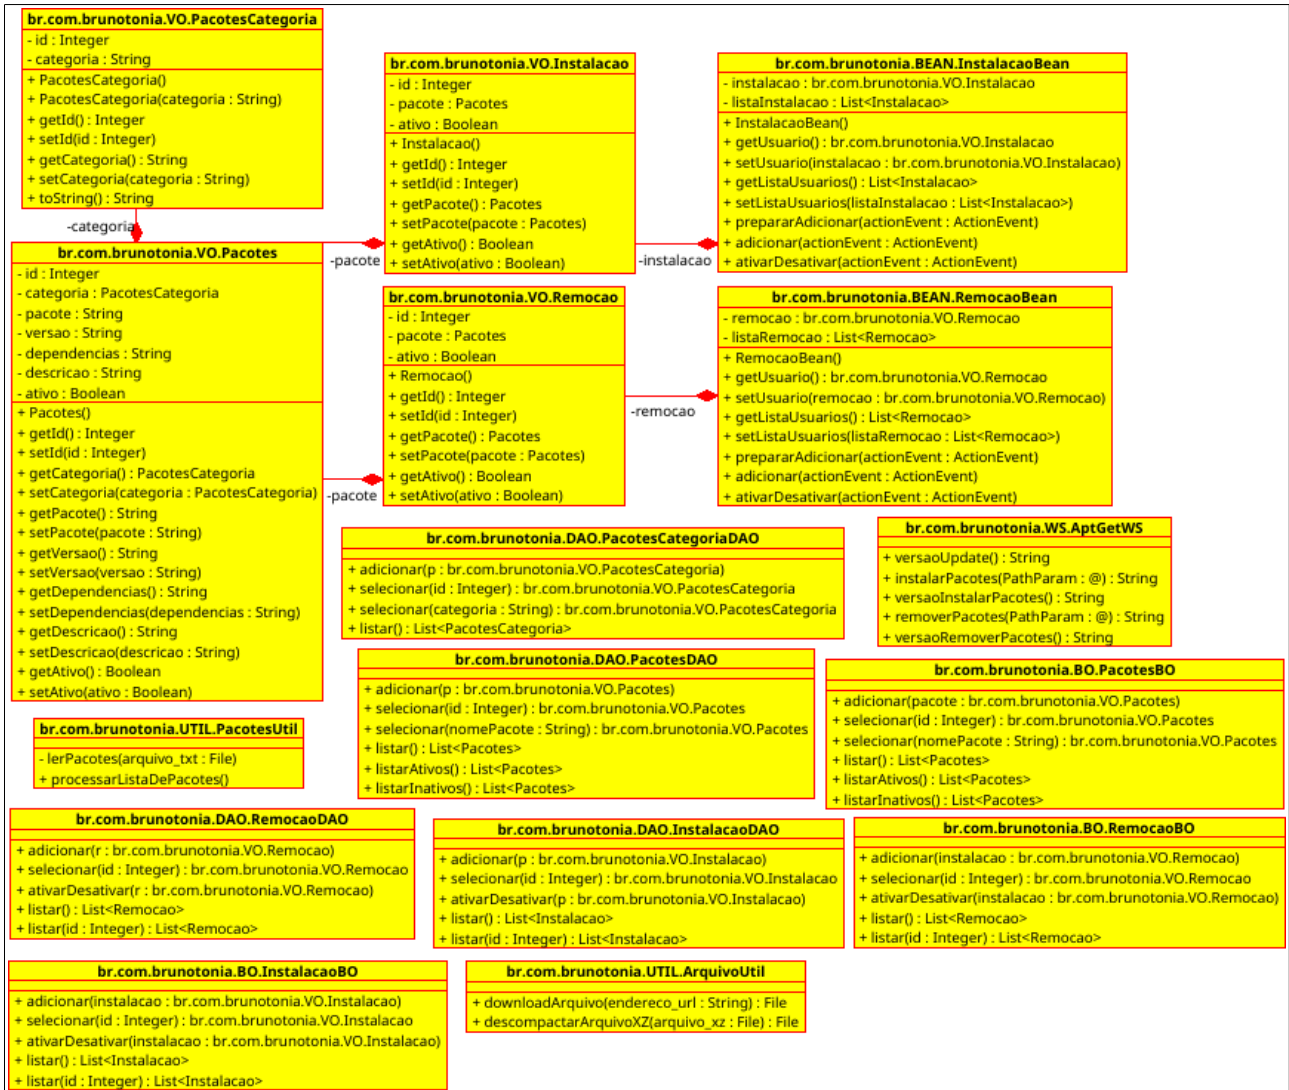 br.com.brunotonia.VO.PacotesCategoria
- id : Integer
- categoria : String
+ PacotesCategoria()
+ PacotesCategoria(categoria : String)
+ getId() : Integer
+ setId(id : Integer)
+ getCategoria() : String
+ setCategoria(categoria : String)
+ toString() : String
-categoria
br.com.brunotonia.VO.Pacotes
- id : Integer
- categoria : PacotesCategoria
- pacote : String
- versao : String
- dependencias : String
- descricao : String
- ativo : Boolean
+ Pacotes()
+ getId() : Integer
+ setId(id : Integer)
+ getCategoria() : PacotesCategoria
+ setCategoria(categoria : PacotesCategoria)
+ getPacote() : String
+ setPacote(pacote : String)
+ getVersao() : String
+ setVersao(versao : String)
+ getDependencias() : String
+ setDependencias(dependencias : String)
+ getDescricao() : String
+ setDescricao(descricao : String)
+ getAtivo() : Boolean
+ setAtivo(ativo : Boolean)
-pacote
-pacote
br.com.brunotonia.VO.Instalacao
- id : Integer
- pacote : Pacotes
- ativo : Boolean
+ Instalacao()
+ getId() : Integer
+ setId(id : Integer)
+ getPacote() : Pacotes
+ setPacote(pacote : Pacotes)
+ getAtivo() : Boolean
+ setAtivo(ativo : Boolean)
-instalacao
br.com.brunotonia.BEAN.InstalacaoBean
- instalacao : br.com.brunotonia.VO.Instalacao
- listaInstalacao : List<Instalacao>
+ InstalacaoBean()
+ getUsuario() : br.com.brunotonia.VO.Instalacao
+ setUsuario(instalacao : br.com.brunotonia.VO.Instalacao)
+ getListaUsuarios() : List<Instalacao>
+ setListaUsuarios(listaInstalacao : List<Instalacao>)
+ prepararAdicionar(actionEvent : ActionEvent)
+ adicionar(actionEvent : ActionEvent)
+ ativarDesativar(actionEvent : ActionEvent)
br.com.brunotonia.VO.Remocao
- id : Integer
- pacote : Pacotes
- ativo : Boolean
+ Remocao()
+ getId() : Integer
+ setId(id : Integer)
+ getPacote() : Pacotes
+ setPacote(pacote : Pacotes)
+ getAtivo() : Boolean
+ setAtivo(ativo : Boolean)
-remocao
br.com.brunotonia.BEAN.RemocaoBean
- remocao : br.com.brunotonia.VO.Remocao
- listaRemocao : List<Remocao>
+ RemocaoBean()
+ getUsuario() : br.com.brunotonia.VO.Remocao
+ setUsuario(remocao : br.com.brunotonia.VO.Remocao)
+ getListaUsuarios() : List<Remocao>
+ setListaUsuarios(listaRemocao : List<Remocao>)
+ prepararAdicionar(actionEvent : ActionEvent)
+ adicionar(actionEvent : ActionEvent)
+ ativarDesativar(actionEvent : ActionEvent)
br.com.brunotonia.DAO.PacotesCategoriaDAO
+ adicionar(p : br.com.brunotonia.VO.PacotesCategoria)
+ selecionar(id : Integer) : br.com.brunotonia.VO.PacotesCategoria
+ selecionar(categoria : String) : br.com.brunotonia.VO.PacotesCategoria
+ listar() : List<PacotesCategoria>
br.com.brunotonia.WS.AptGetWS
+ versaoUpdate() : String
+ instalarPacotes(PathParam : @) : String
+ versaoInstalarPacotes() : String
+ removerPacotes(PathParam : @) : String
+ versaoRemoverPacotes() : String
br.com.brunotonia.UTIL.PacotesUtil
- lerPacotes(arquivo_txt : File)
+ processarListaDePacotes()
br.com.brunotonia.DAO.PacotesDAO
+ adicionar(p : br.com.brunotonia.VO.Pacotes)
+ selecionar(id : Integer) : br.com.brunotonia.VO.Pacotes
+ selecionar(nomePacote : String) : br.com.brunotonia.VO.Pacotes
+ listar() : List<Pacotes>
+ listarAtivos() : List<Pacotes>
+ listarInativos() : List<Pacotes>
br.com.brunotonia.BO.PacotesBO
+ adicionar(pacote : br.com.brunotonia.VO.Pacotes)
+ selecionar(id : Integer) : br.com.brunotonia.VO.Pacotes
+ selecionar(nomePacote : String) : br.com.brunotonia.VO.Pacotes
+ listar() : List<Pacotes>
+ listarAtivos() : List<Pacotes>
+ listarInativos() : List<Pacotes>
br.com.brunotonia.DAO.RemocaoDAO
+ adicionar(r : br.com.brunotonia.VO.Remocao)
+ selecionar(id : Integer) : br.com.brunotonia.VO.Remocao
+ ativarDesativar(r : br.com.brunotonia.VO.Remocao)
+ listar() : List<Remocao>
+ listar(id : Integer) : List<Remocao>
br.com.brunotonia.DAO.InstalacaoDAO
+ adicionar(p : br.com.brunotonia.VO.Instalacao)
+ selecionar(id : Integer) : br.com.brunotonia.VO.Instalacao
+ ativarDesativar(p : br.com.brunotonia.VO.Instalacao)
+ listar() : List<Instalacao>
+ listar(id : Integer) : List<Instalacao>
br.com.brunotonia.BO.RemocaoBO
+ adicionar(instalacao : br.com.brunotonia.VO.Remocao)
+ selecionar(id : Integer) : br.com.brunotonia.VO.Remocao
+ ativarDesativar(instalacao : br.com.brunotonia.VO.Remocao)
+ listar() : List<Remocao>
+ listar(id : Integer) : List<Remocao>
br.com.brunotonia.BO.InstalacaoBO
+ adicionar(instalacao : br.com.brunotonia.VO.Instalacao)
+ selecionar(id : Integer) : br.com.brunotonia.VO.Instalacao
+ ativarDesativar(instalacao : br.com.brunotonia.VO.Instalacao)
+ listar() : List<Instalacao>
+ listar(id : Integer) : List<Instalacao>
br.com.brunotonia.UTIL.ArquivoUtil
+ downloadArquivo(endereco_url : String) : File
+ descompactarArquivoXZ(arquivo_xz : File) : File